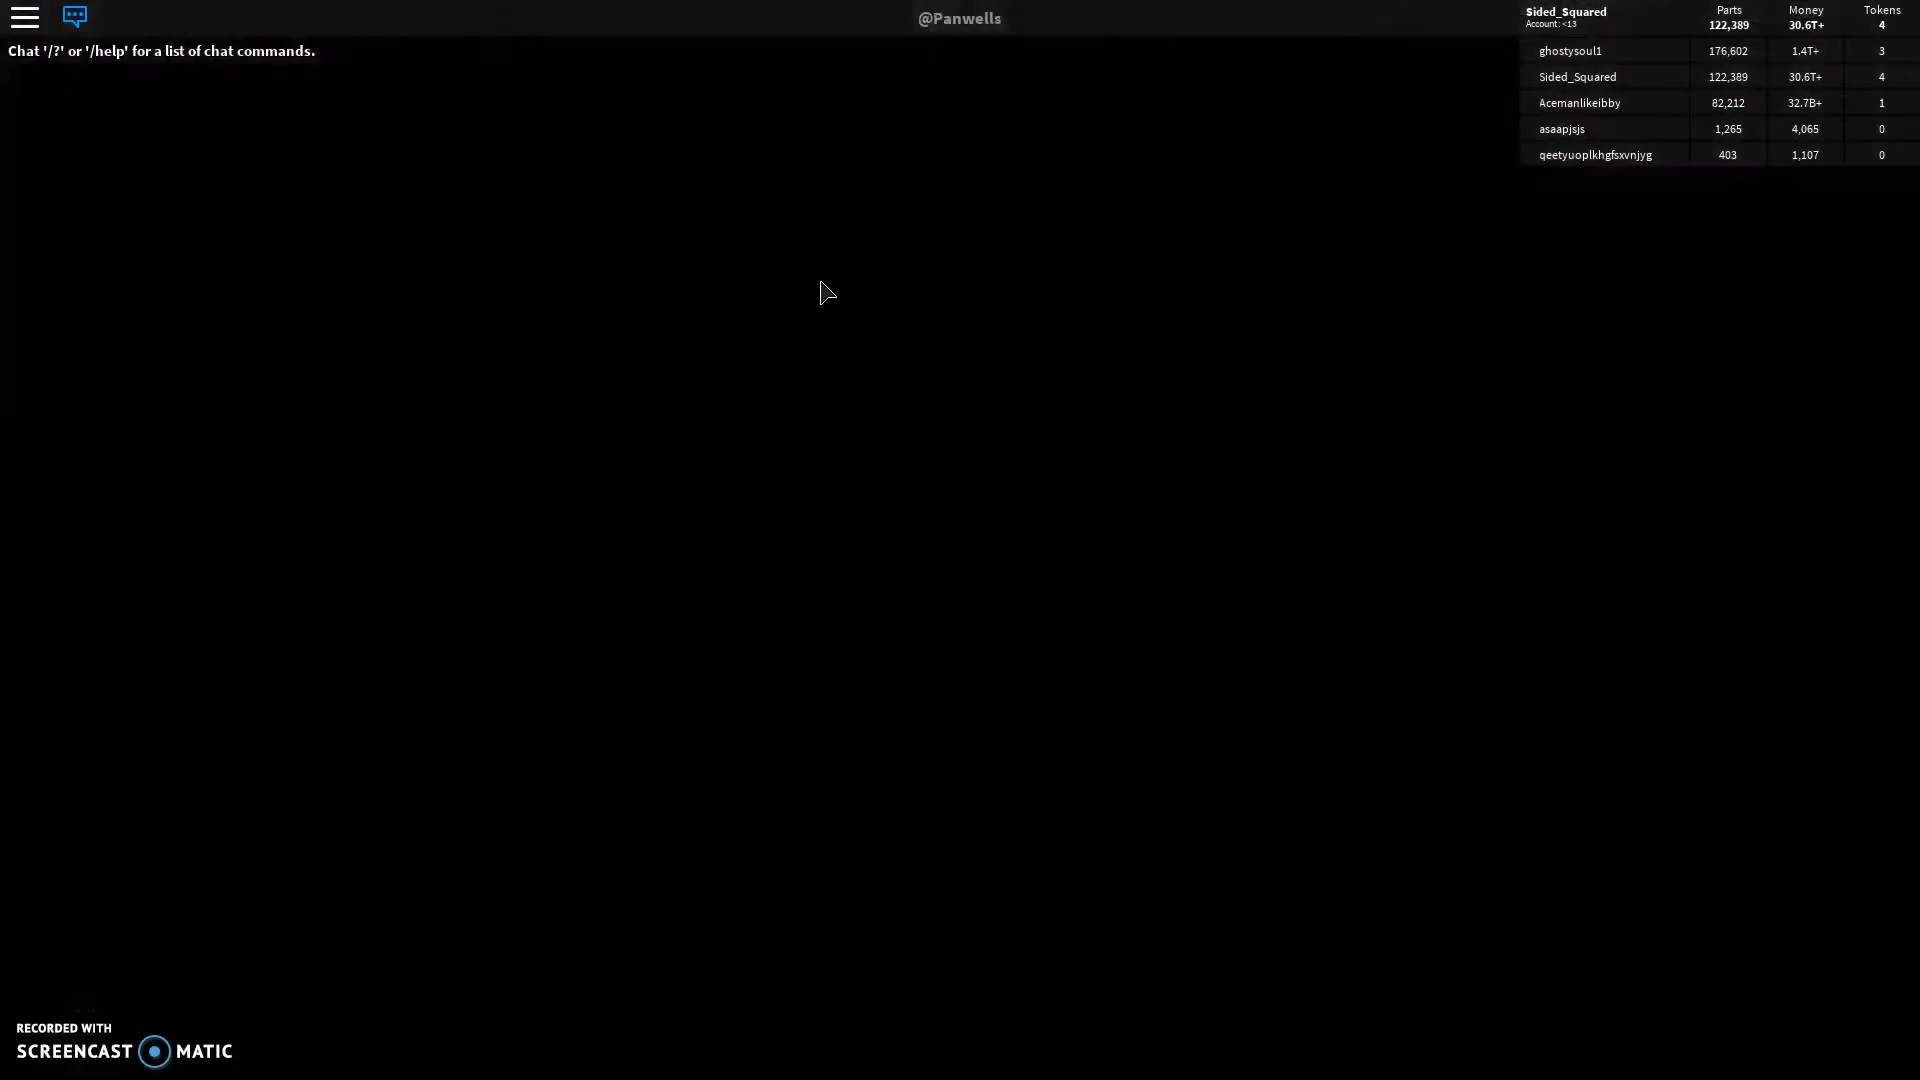 @Panwells
Chat '/?' or '/help' for a list of chat commands.
Sided_Squared Parts Money Tokens
Account: <13 122,389 30.6T+ 4
ghostysoul1 176,602 1.4T+ 3
Sided_Squared 122,389 30.6T+ 4
Acemanlikeibby 82,212 32.7B+ 1
asaapjsjs 1,265 4,065 0
qeetyuoplkhgfsxvnjyg 403 1,107 0
RECORDED WITH
SCREENCAST MATIC